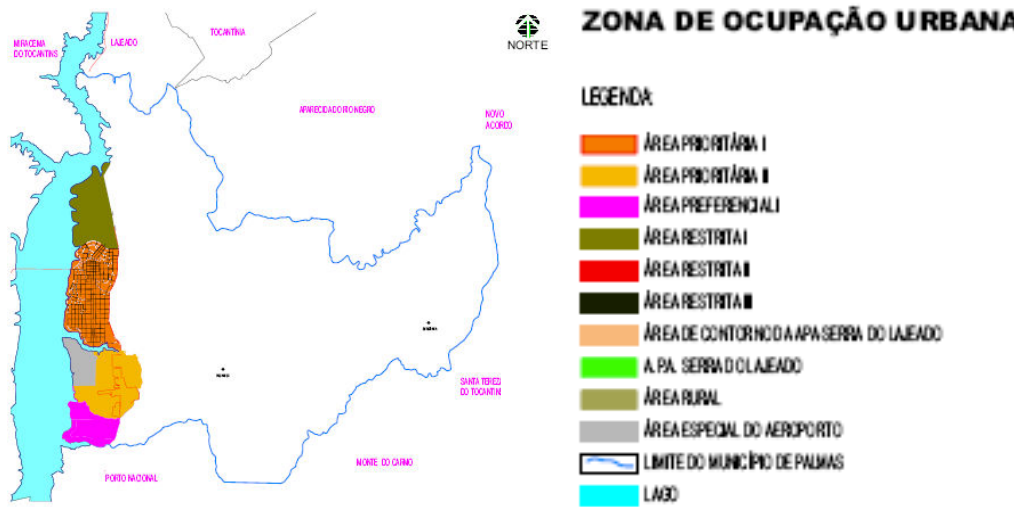 ZONA DE OCUPAÇÃO URBANA
NORTE
MIRACEMA
DO TOCANTINS
LAJEADO
TOCANTÍNIA
APARECIDA DO RIO NEGRO
NOVO
ACORDO
SANTA TEREZA
DO TOCANTINS
MONTE DO CARMO
PORTO NACIONAL
LEGENDA:
ÁREA PRIORITÁRIA I
ÁREA PRIORITÁRIA II
ÁREA PREFERENCIAL I
ÁREA RESTRITA I
ÁREA RESTRITA II
ÁREA RESTRITA III
ÁREA DE CONTORNO DA APA SERRA DO LAJEADO
A.P.A. SERRA DO LAJEADO
ÁREA RURAL
ÁREA ESPECIAL DO AEROPORTO
LIMITE DO MUNICÍPIO DE PALMAS
LAGO